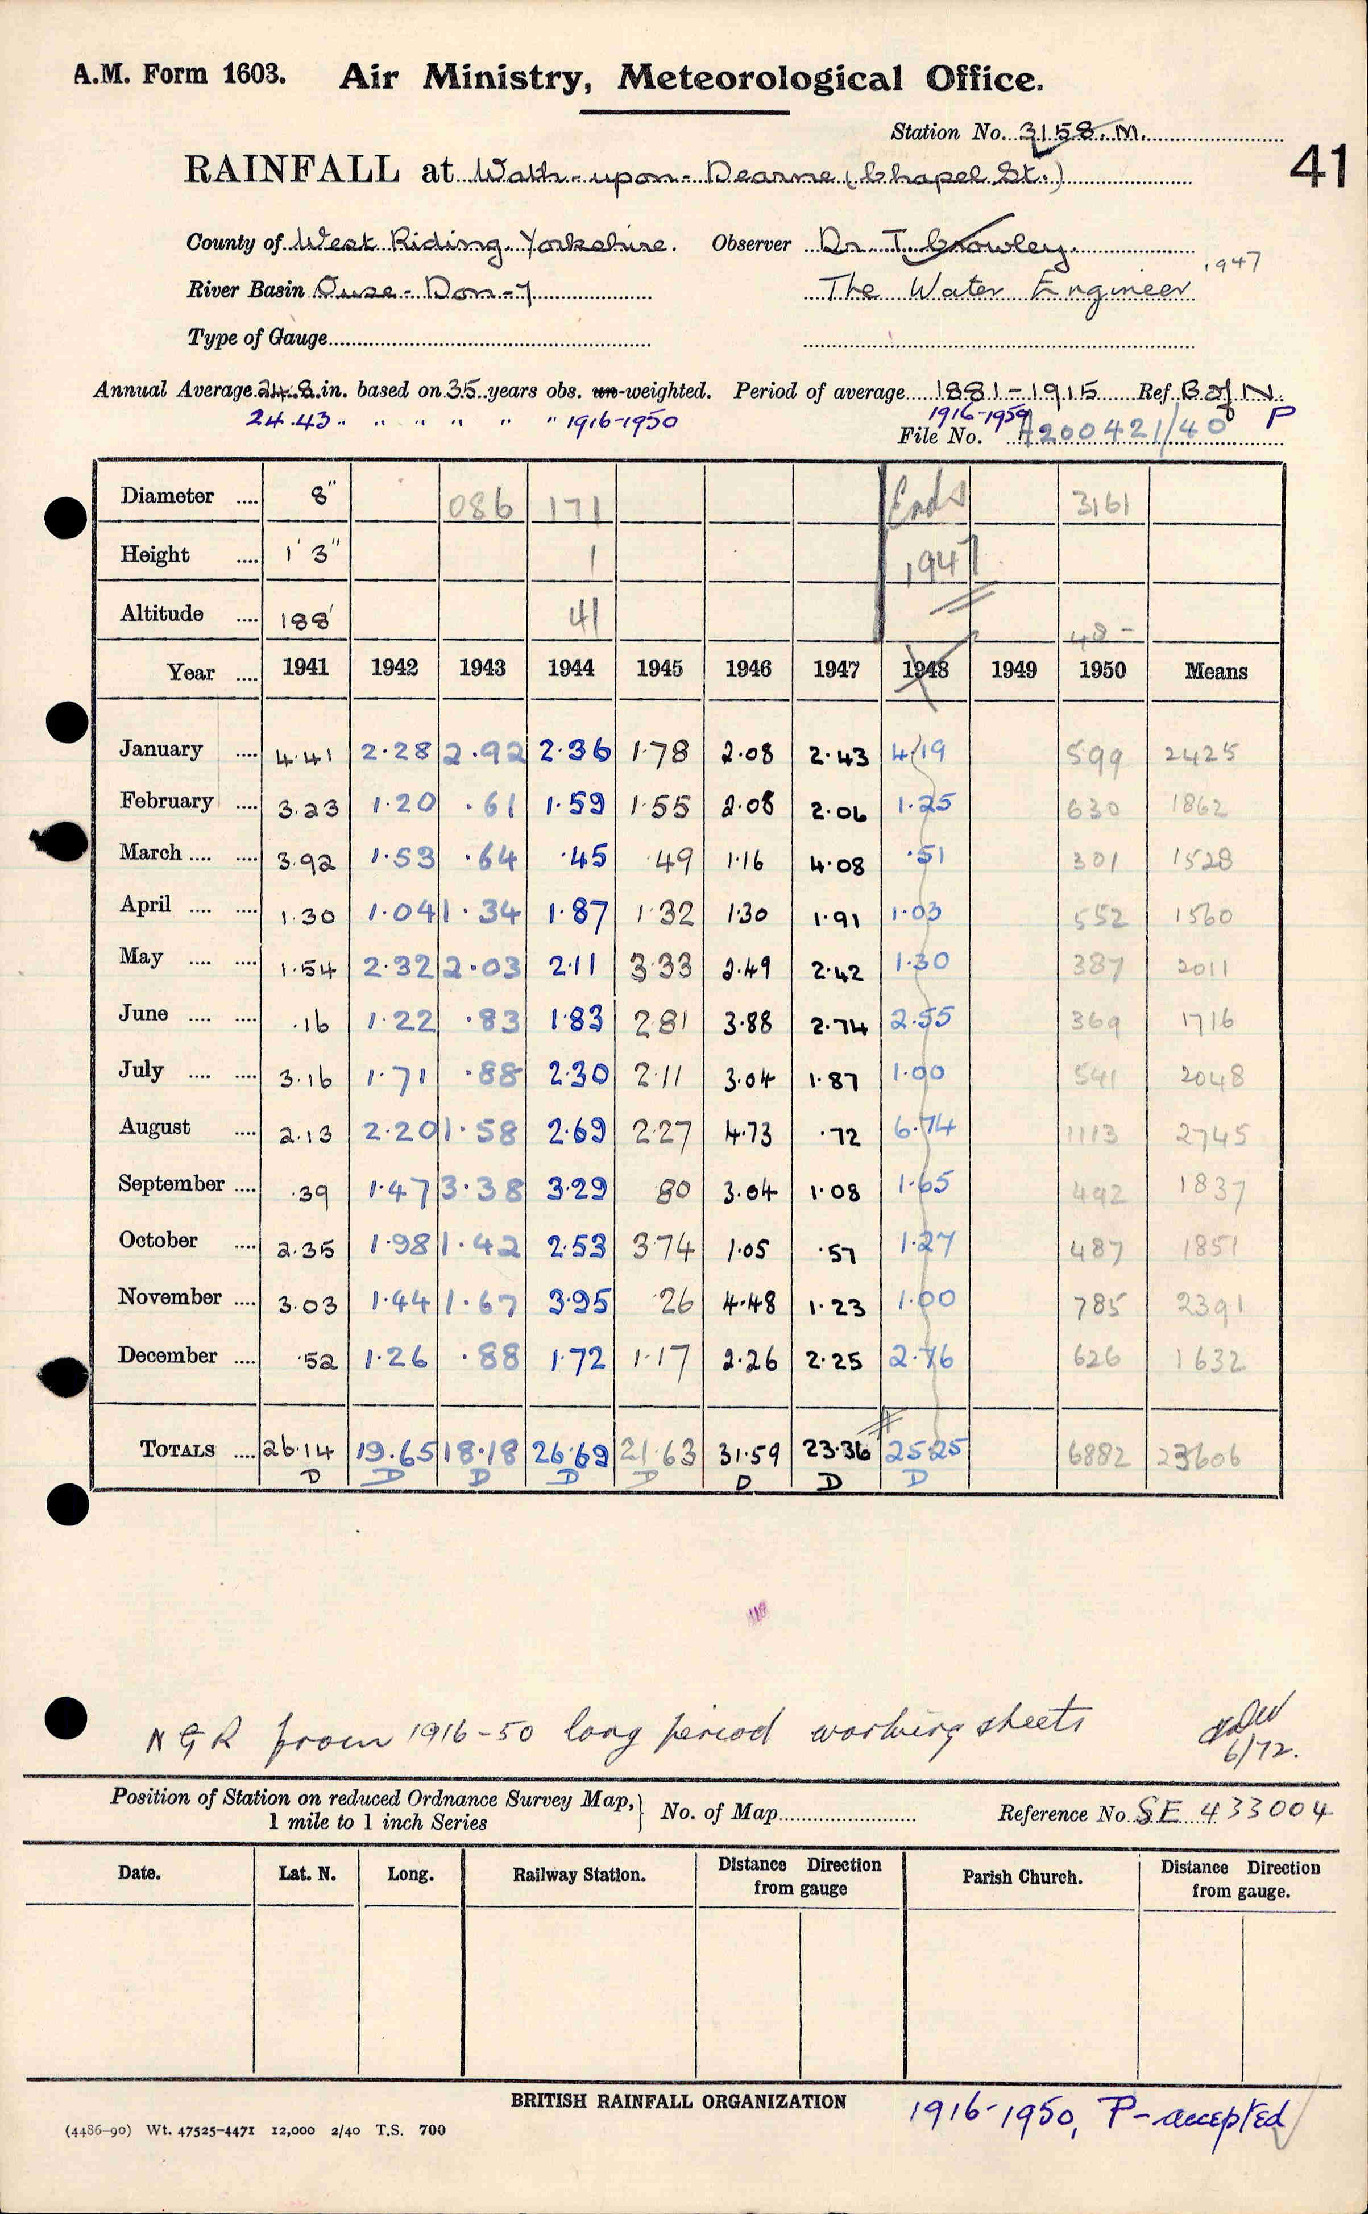 A.M. Form 1603. Air Ministry, Meteorological Office.
Station No. 3158.M.
41
RAINFALL at Wath-upon-Dearne (Chapel St.)
County of West Riding, Yorkshire. Observer Dr. T. Crowley.
1947
River Basin Ouse-Don-7 The Water Engineer
Type of Gauge
Annual Average 24.8 in. based on 35 years obs. un-weighted. Period of average 1881-1915 Ref. B of N.
24.43 " " " " " " 1916-1950 1916-1950 P
File No. A200421/40
Diameter .... 8" 086 171 Ends 3161
Height .... 1' 3" 1 1947
Altitude .... 188' 41 48-
Year .... 1941 1942 1943 1944 1945 1946 1947 1948 1949 1950 Means
January .... 4.41 2.28 2.92 2.36 1.78 2.08 2.43 4.19 599 2425
February .... 3.23 1.20 .61 1.59 1.55 2.08 2.06 1.25 630 1862
March .... .... 3.92 1.53 .64 .45 .49 1.16 4.08 .51 301 1528
April .... .... 1.30 1.04 1.34 1.87 1.32 1.30 1.91 1.03 552 1560
May .... .... 1.54 2.32 2.03 2.11 3.33 2.49 2.42 1.30 387 2011
June .... .... .16 1.22 .83 1.83 2.81 3.88 2.74 2.55 369 1716
July .... .... 3.16 1.71 .88 2.30 2.11 3.04 1.87 1.00 541 2048
August .... 2.13 2.20 1.58 2.69 2.27 4.73 .72 6.74 1113 2745
September .... .39 1.47 3.38 3.29 .80 3.04 1.08 1.65 492 1837
October .... 2.35 1.98 1.42 2.53 3.74 1.05 .57 1.27 487 1851
November .... 3.03 1.44 1.67 3.95 .26 4.48 1.23 1.00 785 2391
December .... .52 1.26 .88 1.72 1.17 2.26 2.25 2.76 626 1632
TOTALS .... 26.14 19.65 18.18 26.69 21.63 31.59 23.36 25.25 6882 23606
D D D D D D D D
NGR from 1916-50 long period working sheets
6/72.
Position of Station on reduced Ordnance Survey Map, 1 mile to 1 inch Series } No. of Map Reference No. SE 433004
Date. Lat. N. Long. Railway Station. Distance Direction from gauge Parish Church. Distance Direction from gauge.
BRITISH RAINFALL ORGANIZATION 1916-1950, P-accepted
(4486-90) Wt. 47525-4471 12,000 2/40 T.S. 700